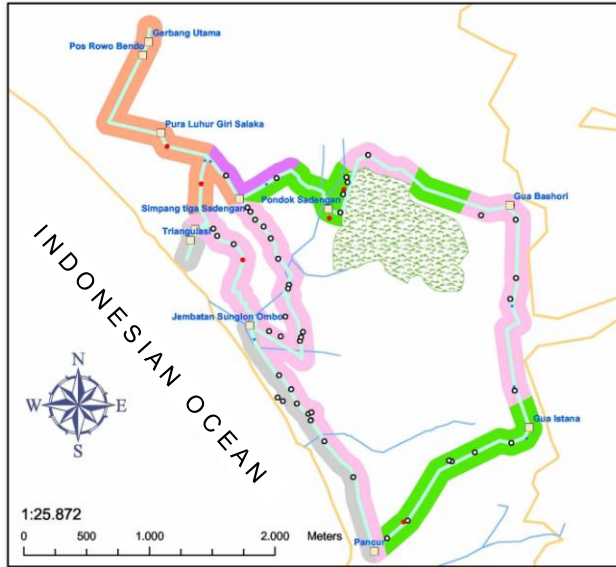 Gerbang Utama
Pos Rowo Bendo
Pura Luhur Giri Salaka
Simpang tiga Sadengan
Pondok Sadengan
Gua Bashori
Triangulasi
Jembatan Sunglon Ombo
INDONESIAN OCEAN
Gua Istana
Pancur
N
W E
S
1:25.872
0 500 1.000 2.000 Meters